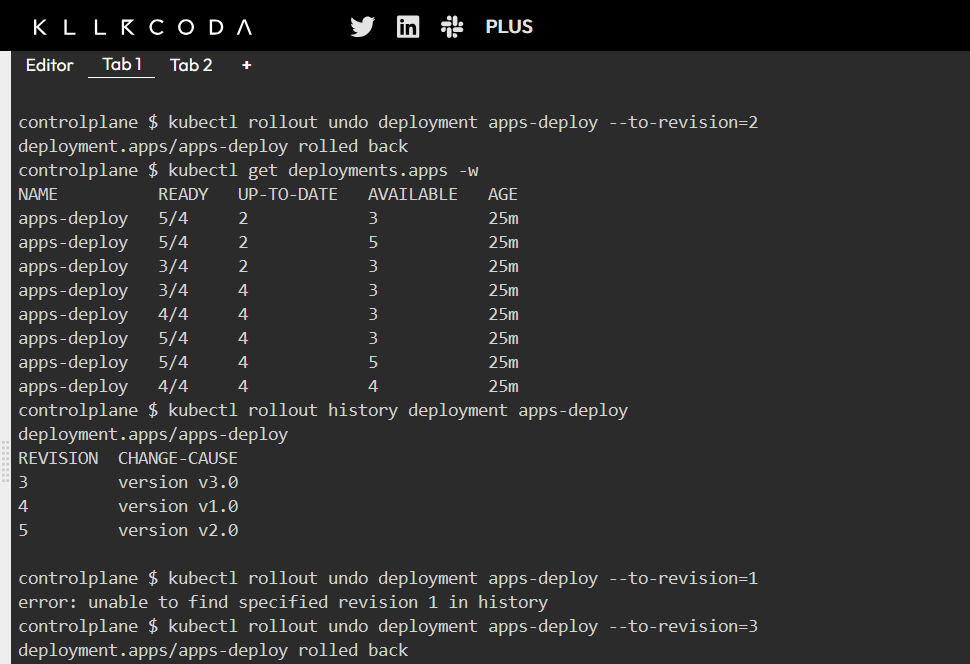 KLLRCODA PLUS
Editor Tab 1 Tab 2 +
controlplane $ kubectl rollout undo deployment apps-deploy --to-revision=2
deployment.apps/apps-deploy rolled back
controlplane $ kubectl get deployments.apps -w
NAME READY UP-TO-DATE AVAILABLE AGE
apps-deploy 5/4 2 3 25m
apps-deploy 5/4 2 5 25m
apps-deploy 3/4 2 3 25m
apps-deploy 3/4 4 3 25m
apps-deploy 4/4 4 3 25m
apps-deploy 5/4 4 3 25m
apps-deploy 5/4 4 5 25m
apps-deploy 4/4 4 4 25m
controlplane $ kubectl rollout history deployment apps-deploy
deployment.apps/apps-deploy
REVISION CHANGE-CAUSE
3 version v3.0
4 version v1.0
5 version v2.0
controlplane $ kubectl rollout undo deployment apps-deploy --to-revision=1
error: unable to find specified revision 1 in history
controlplane $ kubectl rollout undo deployment apps-deploy --to-revision=3
deployment.apps/apps-deploy rolled back